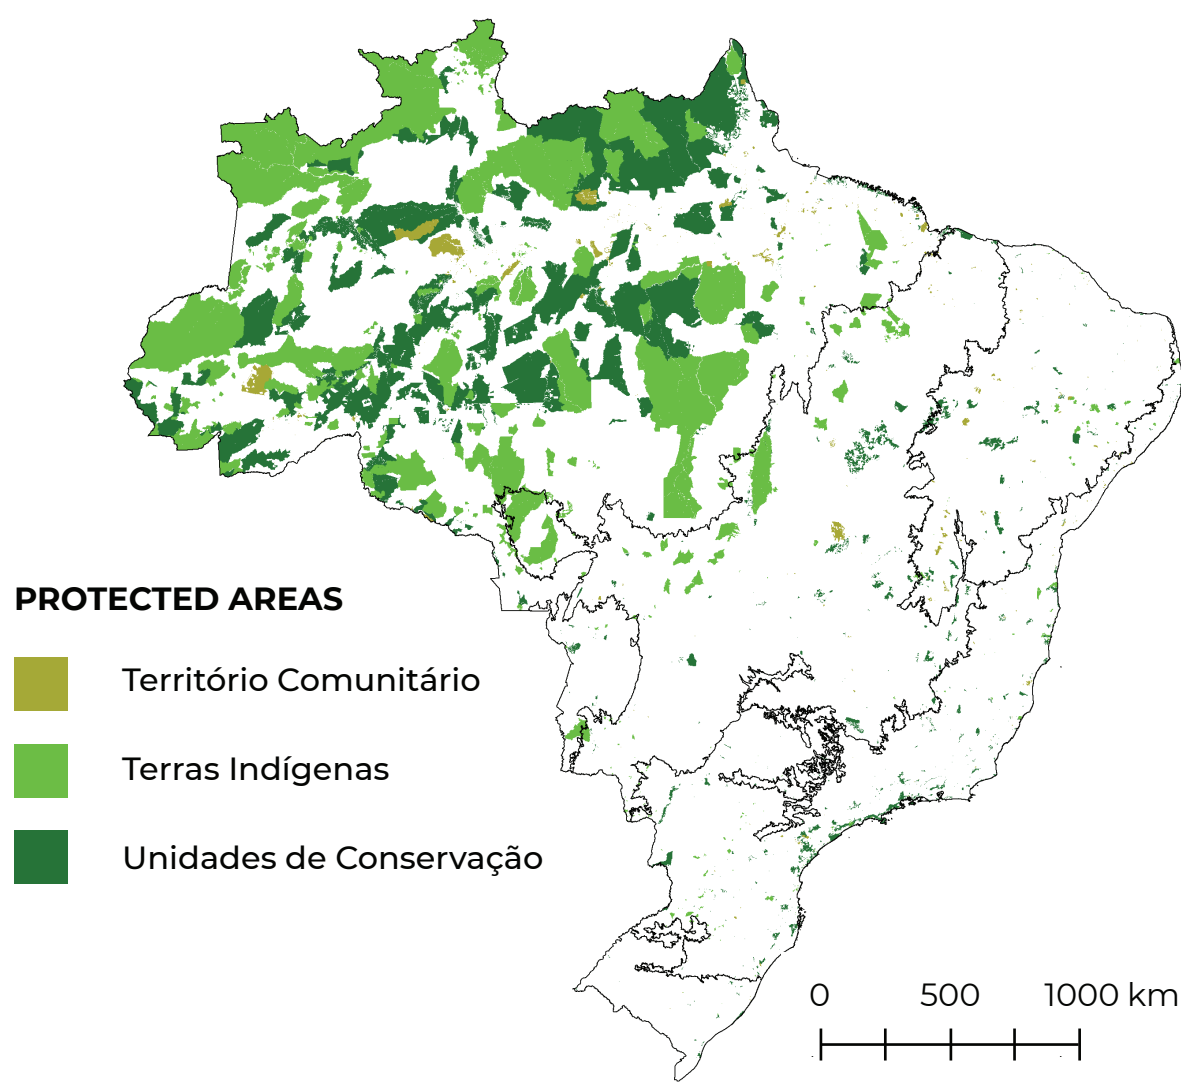 PROTECTED AREAS
Território Comunitário
Terras Indígenas
Unidades de Conservação
0 500 1000 km